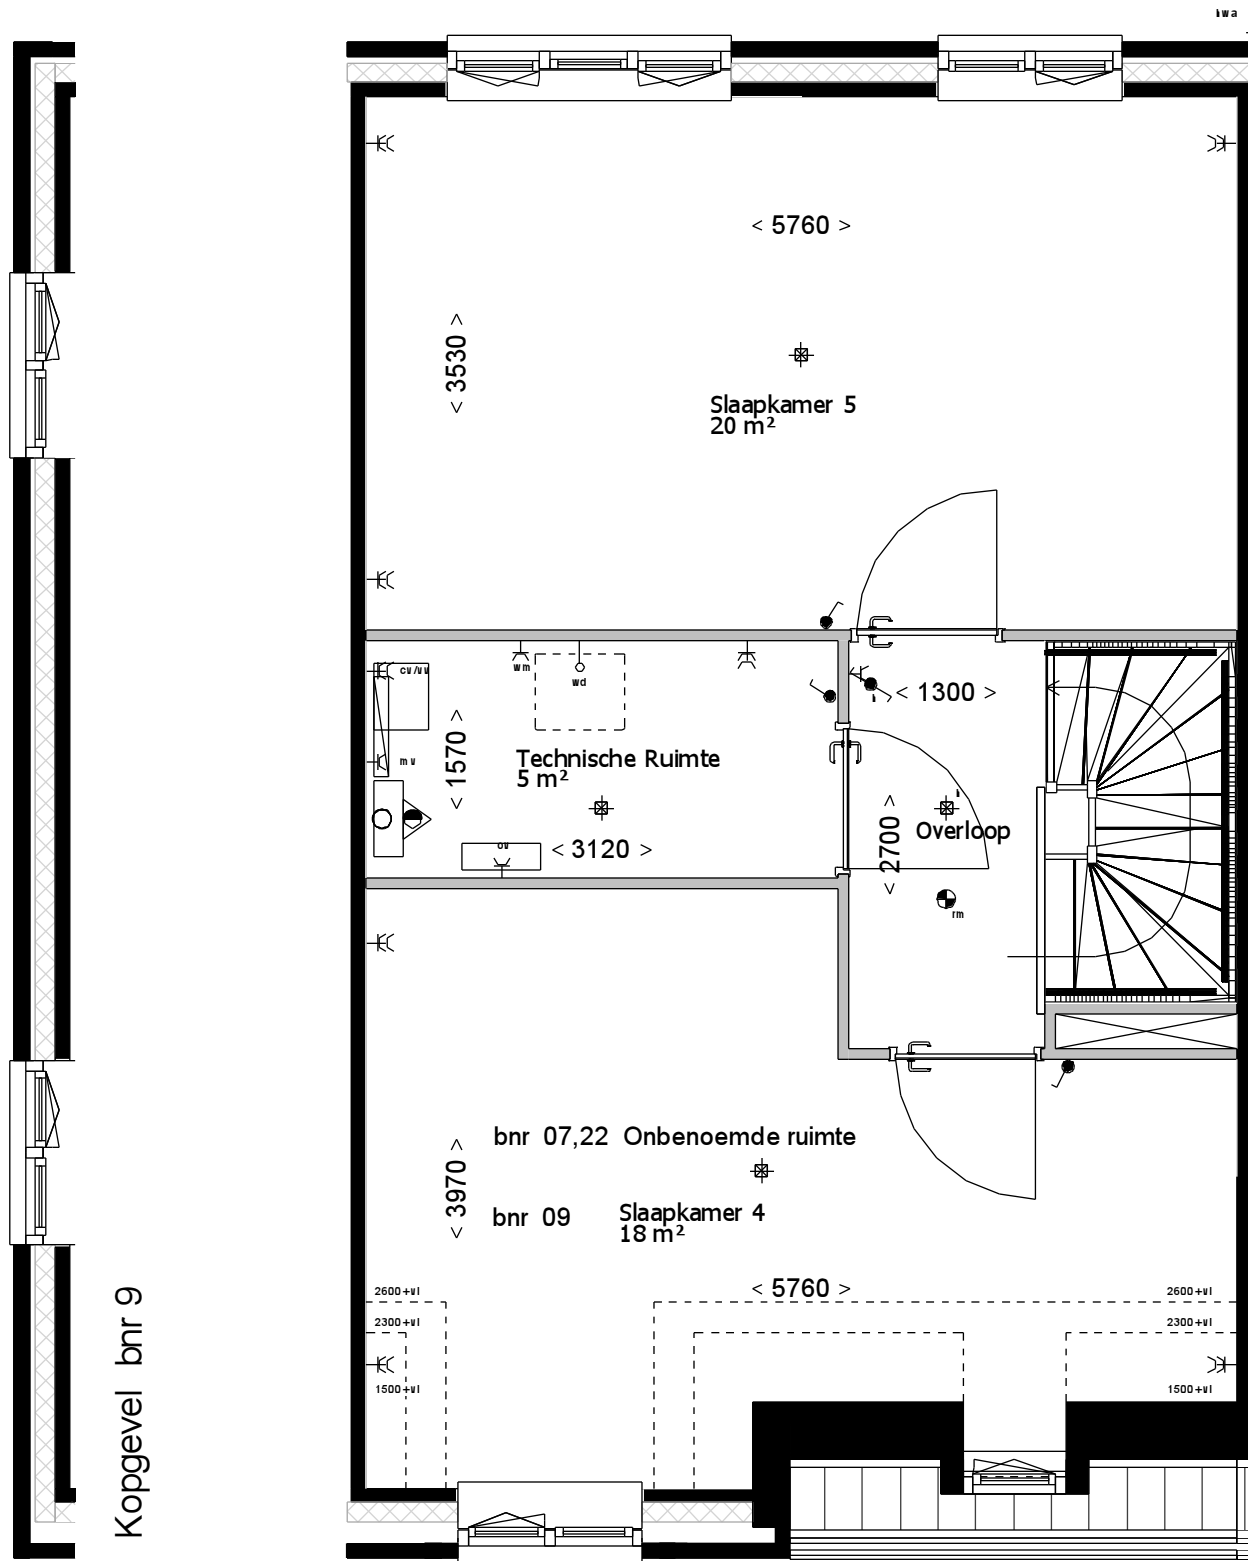 iwa
< 5760 >
< 3530 >
Slaapkamer 5
20 m²
wm
wd
cv/vv
mv
< 1300 >
< 1570 >
Technische Ruimte
5 m²
< 3120 >
ov
< 2700 >
Overloop
rm
bnr 07,22 Onbenoemde ruimte
< 3970 >
bnr 09
Slaapkamer 4
18 m²
< 5760 >
2600+vl
2600+vl
2300+vl
2300+vl
1500+vl
1500+vl
Kopgevel bnr 9